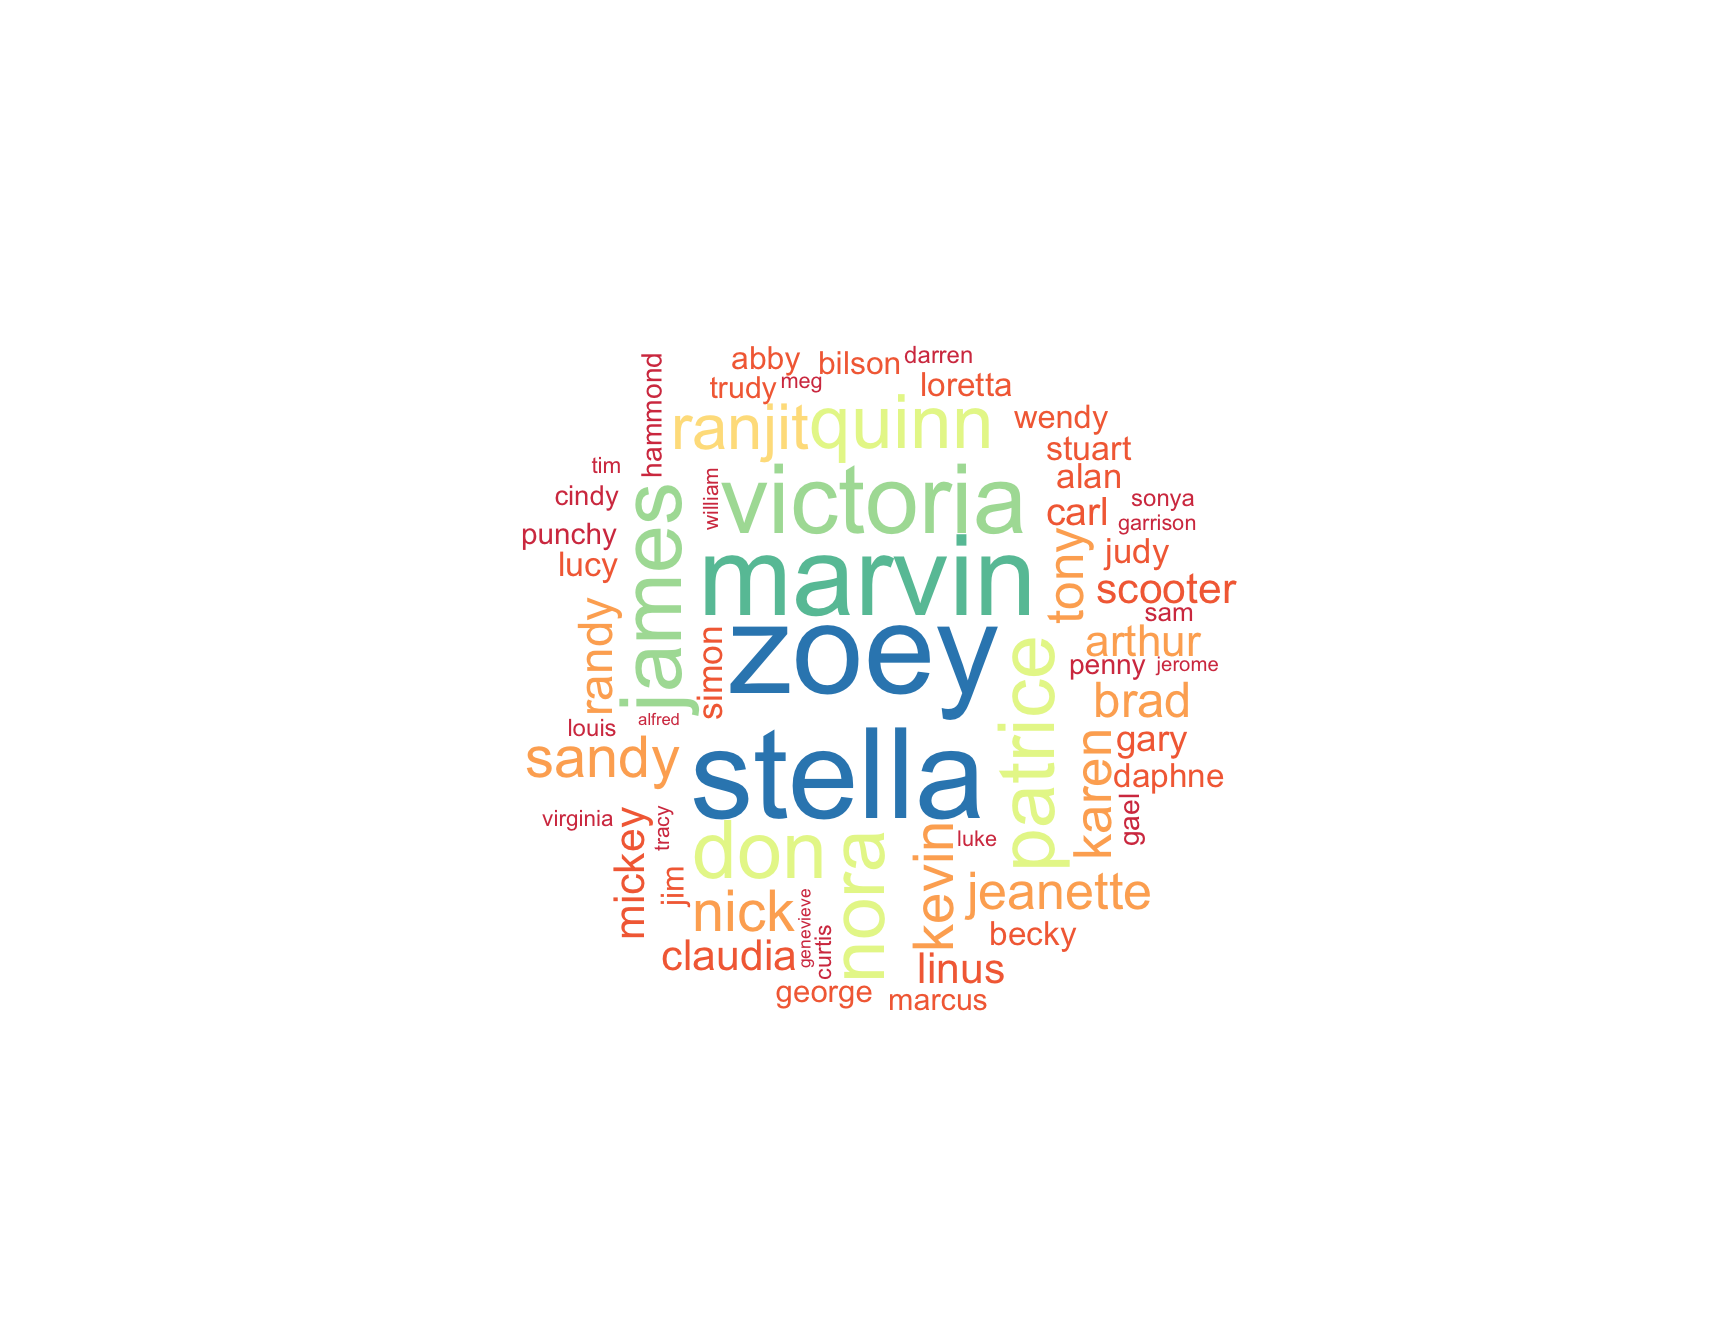 abby
bilson
darren
trudy
meg
loretta
hammond
ranjit
quinn
wendy
stuart
tim
william
victoria
alan
cindy
sonya
carl
garrison
punchy
james
marvin
tony
judy
lucy
scooter
sam
randy
simon
zoey
arthur
patrice
penny
jerome
brad
louis
alfred
sandy
stella
karen
gary
daphne
virginia
tracy
mickey
don
nora
kevin
luke
gael
jim
nick
genevieve
jeanette
curtis
becky
claudia
linus
george
marcus